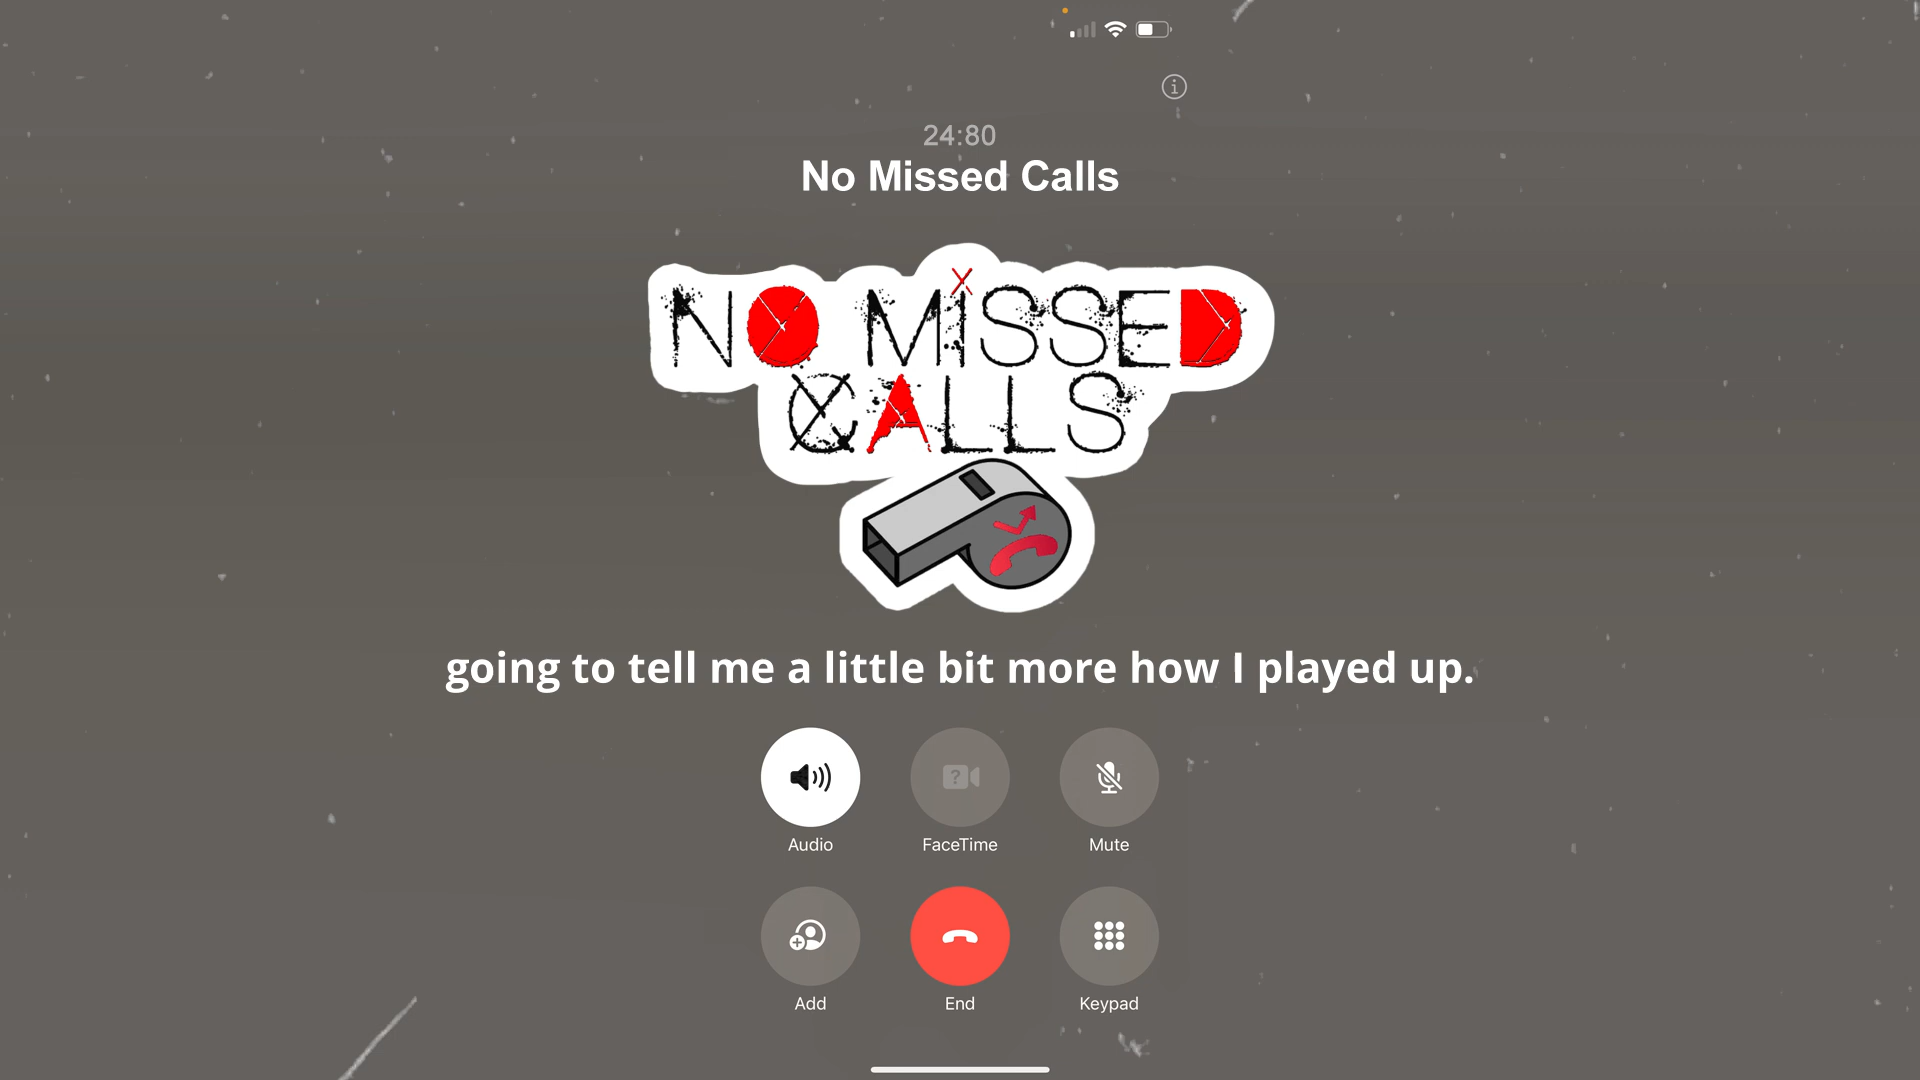 24:80
No Missed Calls
NO MiSSED
CALLS
going to tell me a little bit more how I played up.
Audio
FaceTime
Mute
Add
End
Keypad